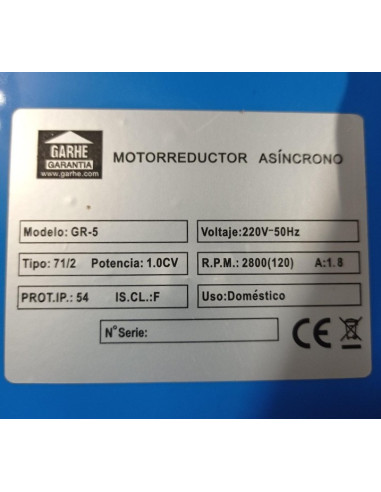 GARHE
GARANTIA
www.garhe.com
MOTORREDUCTOR ASÍNCRONO
Modelo: GR-5
Voltaje:220V~50Hz
Tipo: 71/2 Potencia: 1.0CV
R.P.M.: 2800(120) A:1.8
PROT.IP.: 54 IS.CL.:F
Uso:Doméstico
N°Serie:
CE